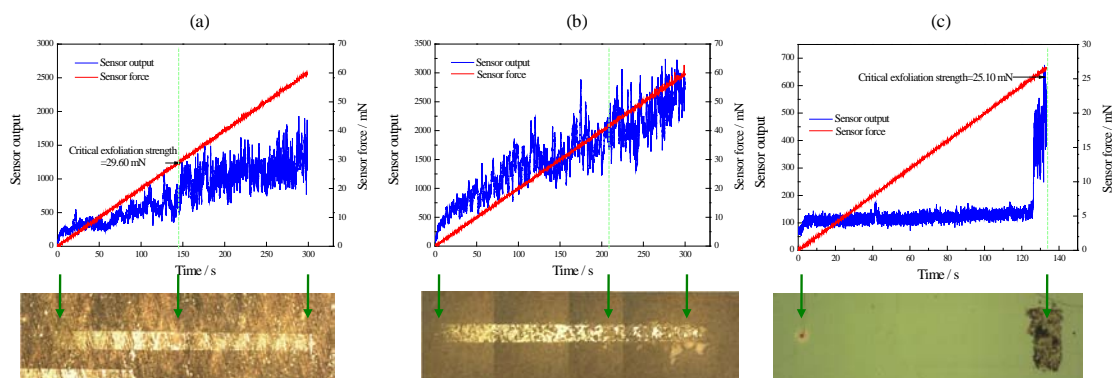 (a)
Sensor output
Sensor force
Critical exfoliation strength
=29.60 mN
Sensor output
Sensor force / mN
3000
2500
2000
1500
1000
500
0
70
60
50
40
30
20
10
0
0 50 100 150 200 250 300 350
Time / s
(b)
Sensor output
Sensor force
Sensor output
Sensor force / mN
3500
3000
2500
2000
1500
1000
500
0
70
60
50
40
30
20
10
0
0 50 100 150 200 250 300
Time / s
(c)
Critical exfoliation strength=25.10 mN
Sensor output
Sensor force
Sensor output
Sensor force / mN
700
600
500
400
300
200
100
0
30
25
20
15
10
5
0
0 20 40 60 80 100 120 140
Time / s